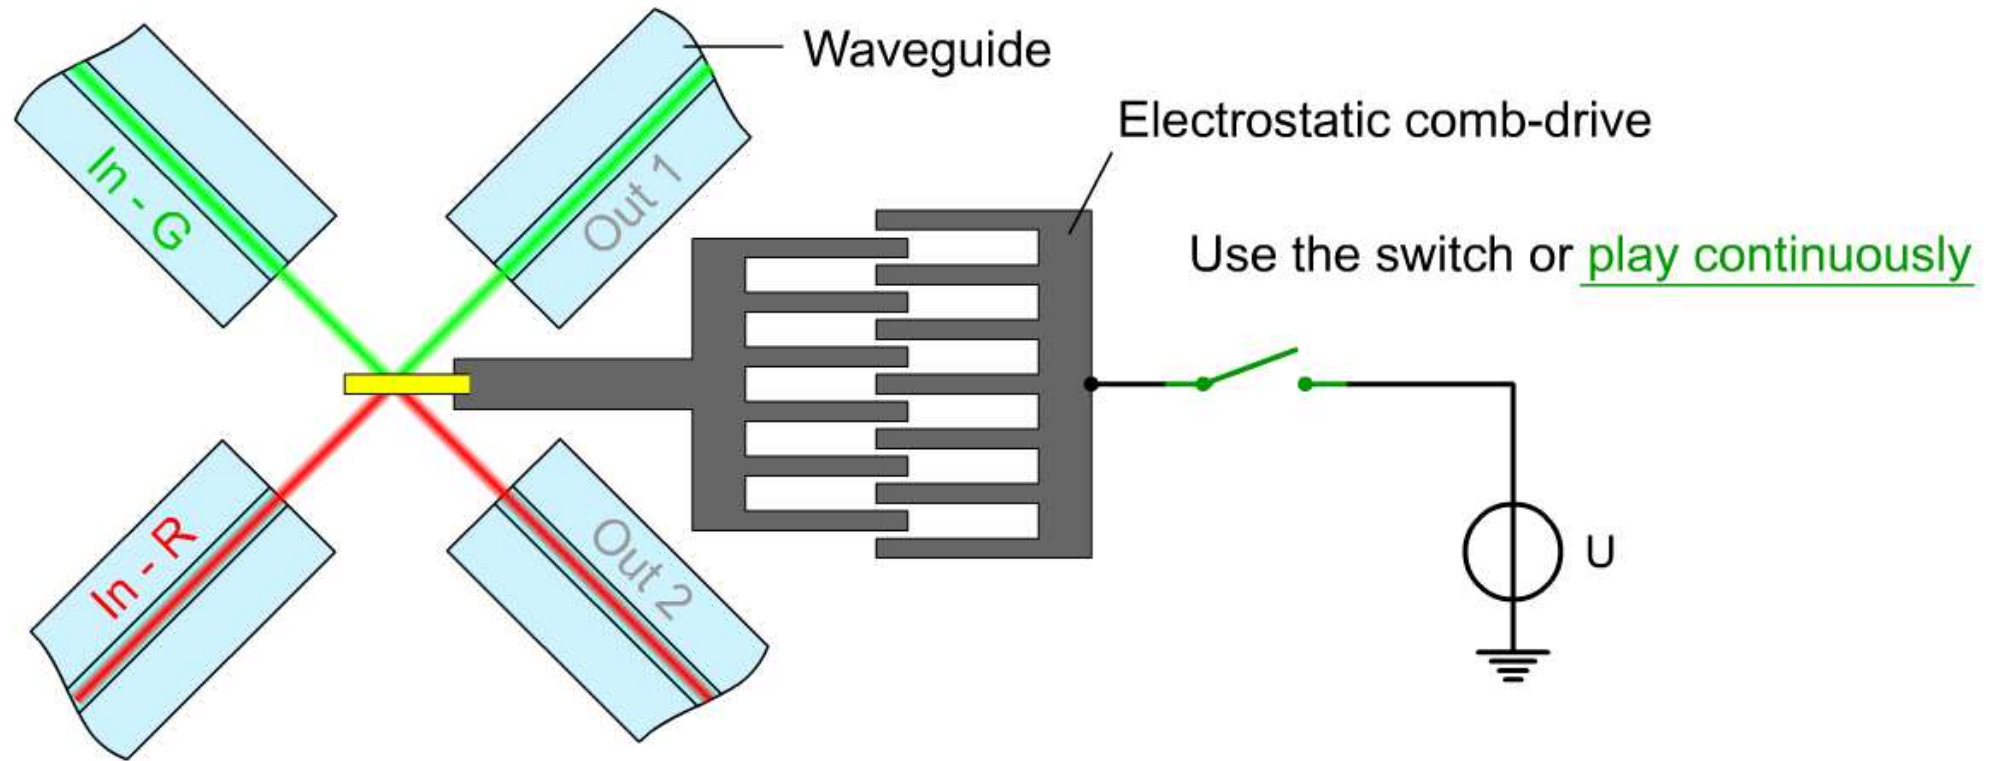 Waveguide
Electrostatic comb-drive
In - G
Out 1
Use the switch or play continuously
In - R
Out 2
U